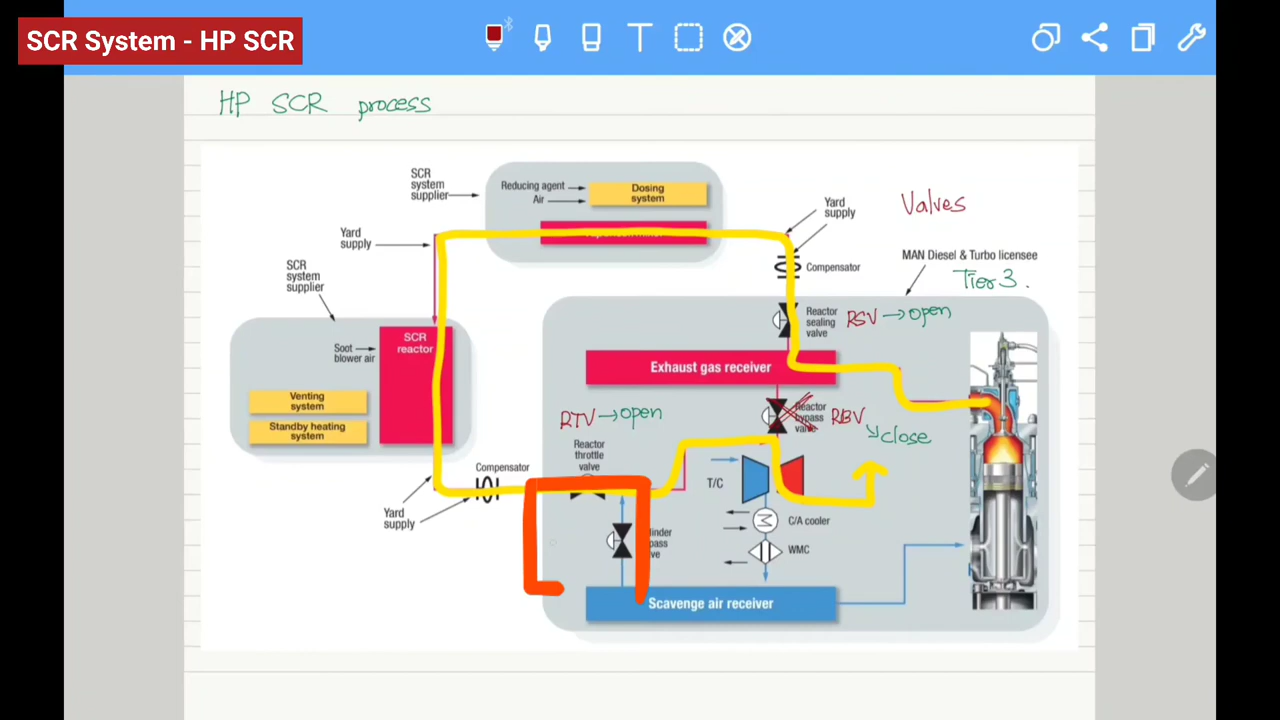 SCR System - HP SCR
HP SCR process
SCR
system
supplier
Reducing agent
Air
Dosing
system
Yard
supply
Valves
Yard
supply
SCR
system
supplier
Compensator
MAN Diesel & Turbo licensee
Tier 3.
Reactor
sealing
valve
RSV → open
Soot
blower air
SCR
reactor
Exhaust gas receiver
Venting
system
Standby heating
system
RTV → open
Reactor
bypass
valve
RBV
↘ close
Reactor
throttle
valve
Compensator
T/C
Yard
supply
C/A cooler
WMC
Scavenge air receiver